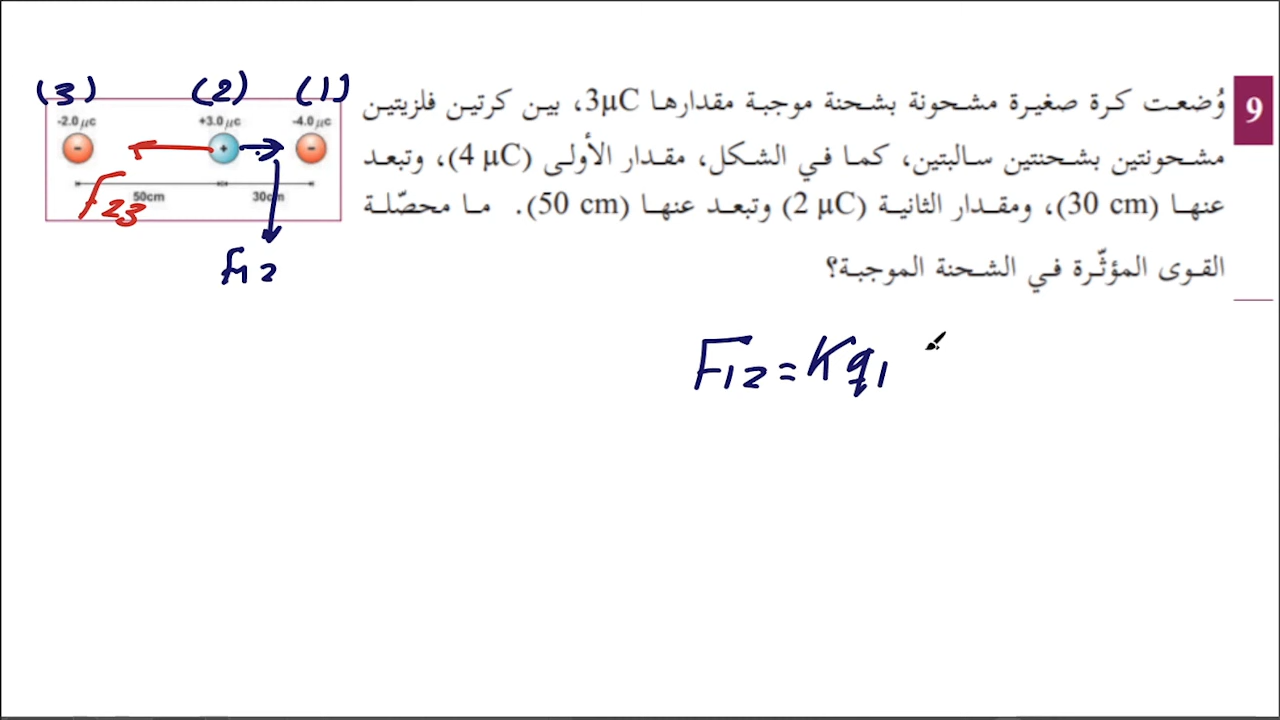 (3) (2) (1)
-2.0 μc +3.0 μc -4.0 μc
- + -
50cm 30cm
F23
F12
9
وُضعت كرة صغيرة مشحونة بشحنة موجبة مقدارها 3μC، بين كرتين فلزيتين
مشحونتين بشحنتين سالبتين، كما في الشكل، مقدار الأولى (4 μC)، وتبعد
عنها (30 cm)، ومقدار الثانية (2 μC) وتبعد عنها (50 cm). ما محصّلة
القوى المؤثّرة في الشحنة الموجبة؟
F12 = Kq1